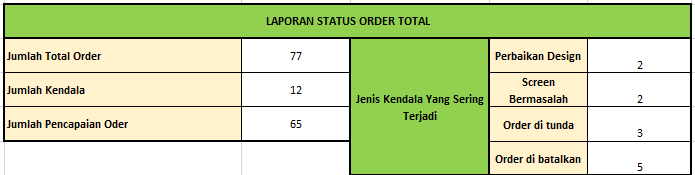 LAPORAN STATUS ORDER TOTAL
Jumlah Total Order 77
Jumlah Kendala 12
Jumlah Pencapaian Oder 65
Jenis Kendala Yang Sering
Terjadi
Perbaikan Design 2
Screen
Bermasalah 2
Order di tunda 3
Order di batalkan 5